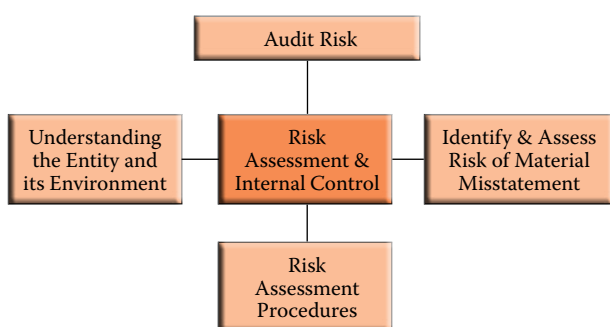 Audit Risk
Understanding
the Entity and
its Environment
Risk
Assessment &
Internal Control
Identify & Assess
Risk of Material
Misstatement
Risk
Assessment
Procedures